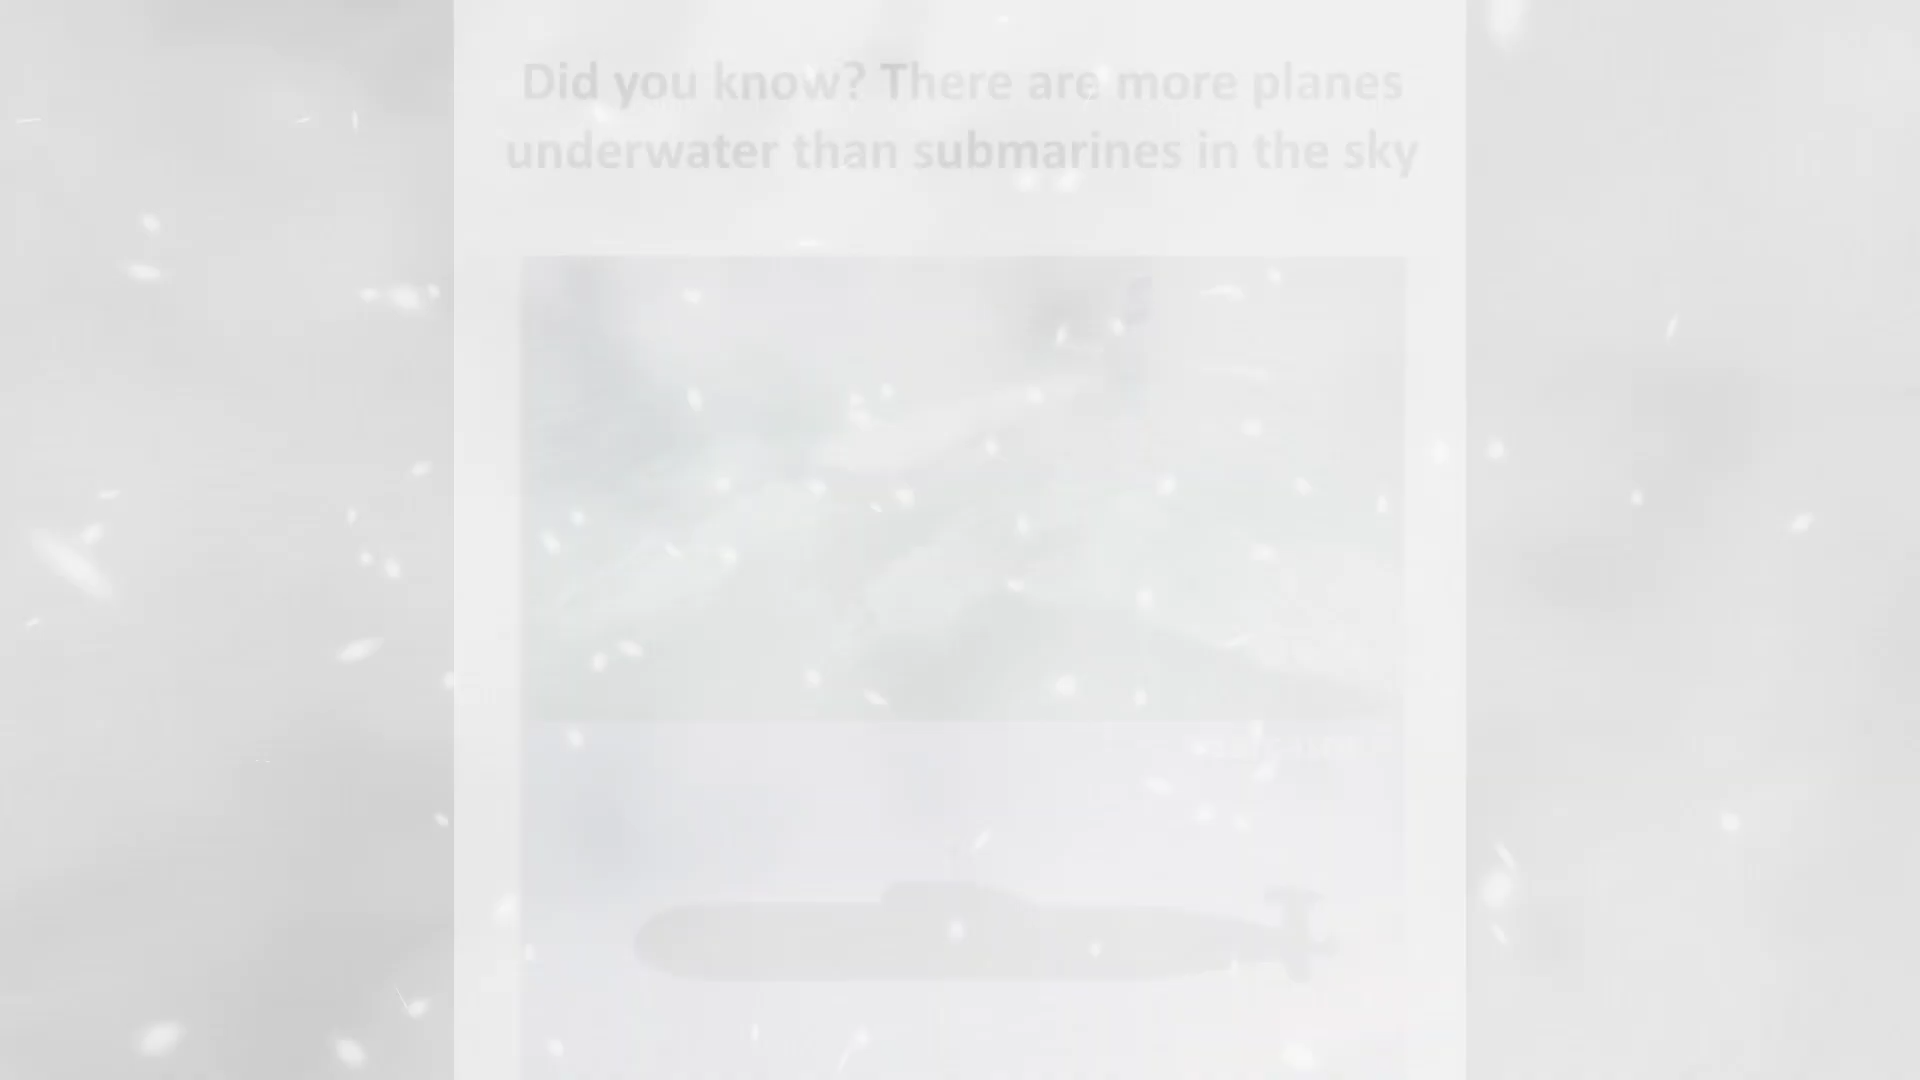 Did you know? There are more planes
underwater than submarines in the sky